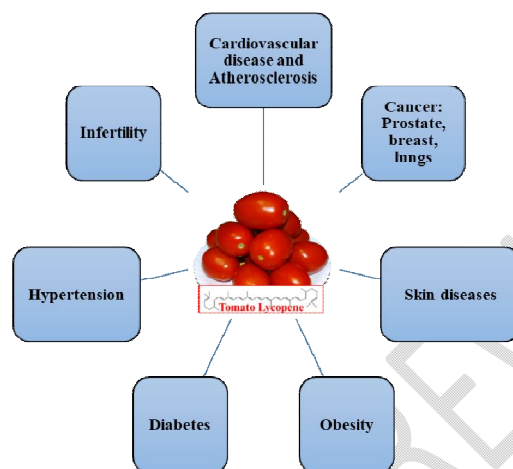 Cardiovascular
disease and
Atherosclerosis
Infertility
Cancer:
Prostate,
breast,
lungs
Hypertension
Tomato Lycopene
Skin diseases
Diabetes
Obesity